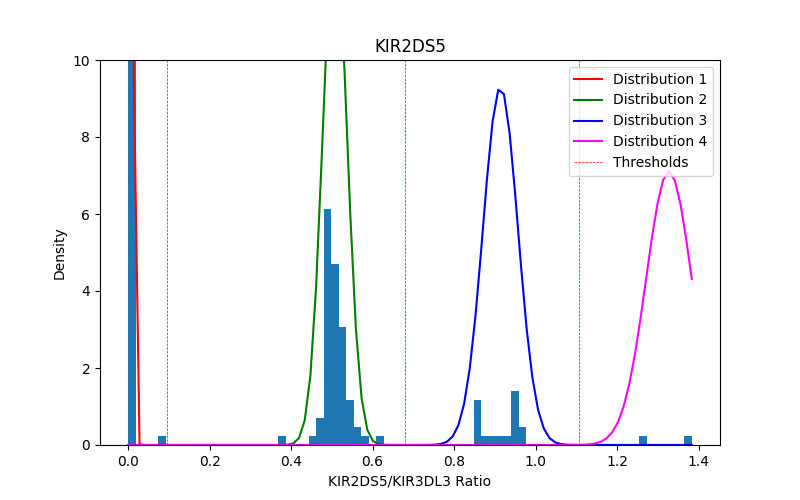 KIR2DS5
10
8
6
4
2
0
Density
0.0 0.2 0.4 0.6 0.8 1.0 1.2 1.4
KIR2DS5/KIR3DL3 Ratio
Distribution 1
Distribution 2
Distribution 3
Distribution 4
Thresholds